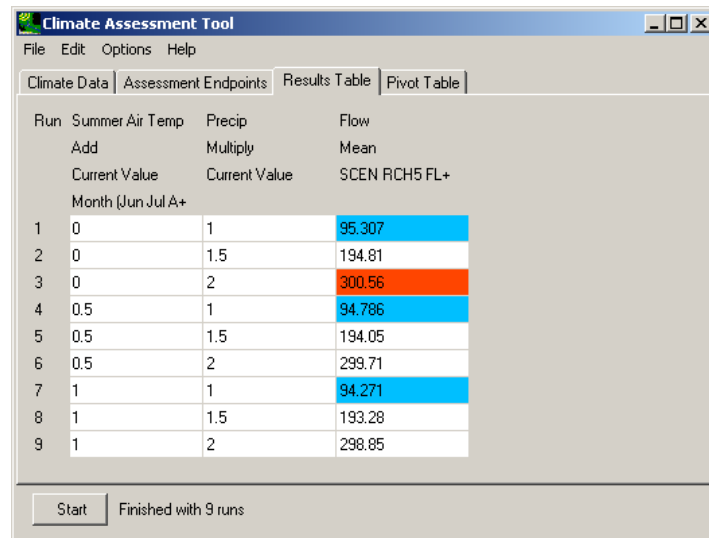 Climate Assessment Tool
File Edit Options Help
Climate Data Assessment Endpoints Results Table Pivot Table
Run Summer Air Temp Precip Flow
Add Multiply Mean
Current Value Current Value SCEN RCH5 FL+
Month (Jun Jul A+
1 0 1 95.307
2 0 1.5 194.81
3 0 2 300.56
4 0.5 1 94.786
5 0.5 1.5 194.05
6 0.5 2 299.71
7 1 1 94.271
8 1 1.5 193.28
9 1 2 298.85
Start Finished with 9 runs